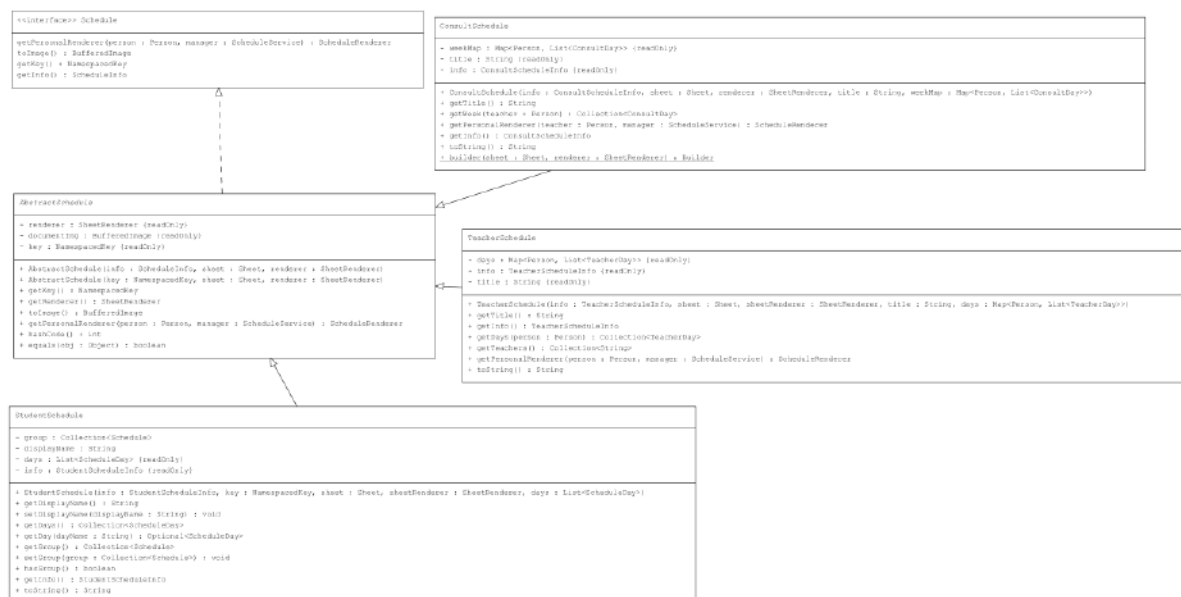 <<interface>> Schedule
getPersonalRenderer(person : Person, manager : ScheduleService) : ScheduleRenderer
toImage() : BufferedImage
getKey() : NamespacedKey
getInfo() : ScheduleInfo
ConsultSchedule
- weekMap : Map<Person, List<ConsultDay>> {readOnly}
- title : String {readOnly}
- info : ConsultScheduleInfo {readOnly}
+ ConsultSchedule(info : ConsultScheduleInfo, sheet : Sheet, renderer : SheetRenderer, title : String, weekMap : Map<Person, List<ConsultDay>>)
+ getTitle() : String
+ getWeek(teacher : Person) : Collection<ConsultDay>
+ getPersonalRenderer(teacher : Person, manager : ScheduleService) : ScheduleRenderer
+ getInfo() : ConsultScheduleInfo
+ toString() : String
+ builder(sheet : Sheet, renderer : SheetRenderer) : Builder
AbstractSchedule
- renderer : SheetRenderer {readOnly}
- documentImg : BufferedImage {readOnly}
- key : NamespacedKey {readOnly}
+ AbstractSchedule(info : ScheduleInfo, sheet : Sheet, renderer : SheetRenderer)
+ AbstractSchedule(key : NamespacedKey, sheet : Sheet, renderer : SheetRenderer)
+ getKey() : NamespacedKey
+ getRenderer() : SheetRenderer
+ toImage() : BufferedImage
+ getPersonalRenderer(person : Person, manager : ScheduleService) : ScheduleRenderer
+ hashCode() : int
+ equals(obj : Object) : boolean
TeacherSchedule
- days : Map<Person, List<TeacherDay>> {readOnly}
- info : TeacherScheduleInfo {readOnly}
- title : String {readOnly}
+ TeacherSchedule(info : TeacherScheduleInfo, sheet : Sheet, sheetRenderer : SheetRenderer, title : String, days : Map<Person, List<TeacherDay>>)
+ getTitle() : String
+ getInfo() : TeacherScheduleInfo
+ getDays(person : Person) : Collection<TeacherDay>
+ getTeachers() : Collection<String>
+ getPersonalRenderer(person : Person, manager : ScheduleService) : ScheduleRenderer
+ toString() : String
StudentSchedule
- group : Collection<Schedule>
- displayName : String
- days : List<ScheduleDay> {readOnly}
- info : StudentScheduleInfo {readOnly}
+ StudentSchedule(info : StudentScheduleInfo, key : NamespacedKey, sheet : Sheet, sheetRenderer : SheetRenderer, days : List<ScheduleDay>)
+ getDisplayName() : String
+ setDisplayName(displayName : String) : void
+ getDays() : Collection<ScheduleDay>
+ getDay(dayName : String) : Optional<ScheduleDay>
+ getGroup() : Collection<Schedule>
+ setGroup(group : Collection<Schedule>) : void
+ hasGroup() : boolean
+ getInfo() : StudentScheduleInfo
+ toString() : String